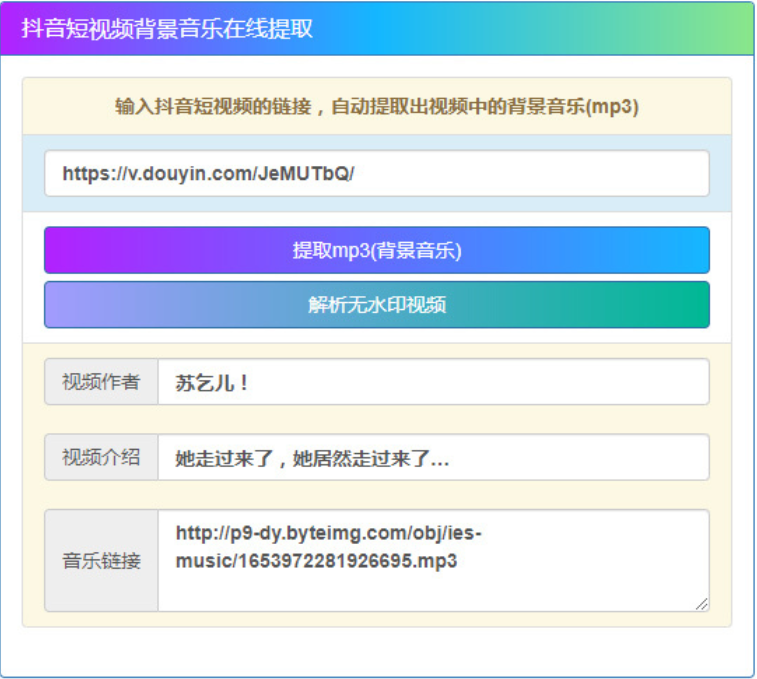 抖音短视频背景音乐在线提取
输入抖音短视频的链接，自动提取出视频中的背景音乐(mp3)
https://v.douyin.com/JeMUTbQ/
提取mp3(背景音乐)
解析无水印视频
视频作者 苏乞儿！
视频介绍 她走过来了，她居然走过来了...
音乐链接 http://p9-dy.byteimg.com/obj/ies-
music/1653972281926695.mp3